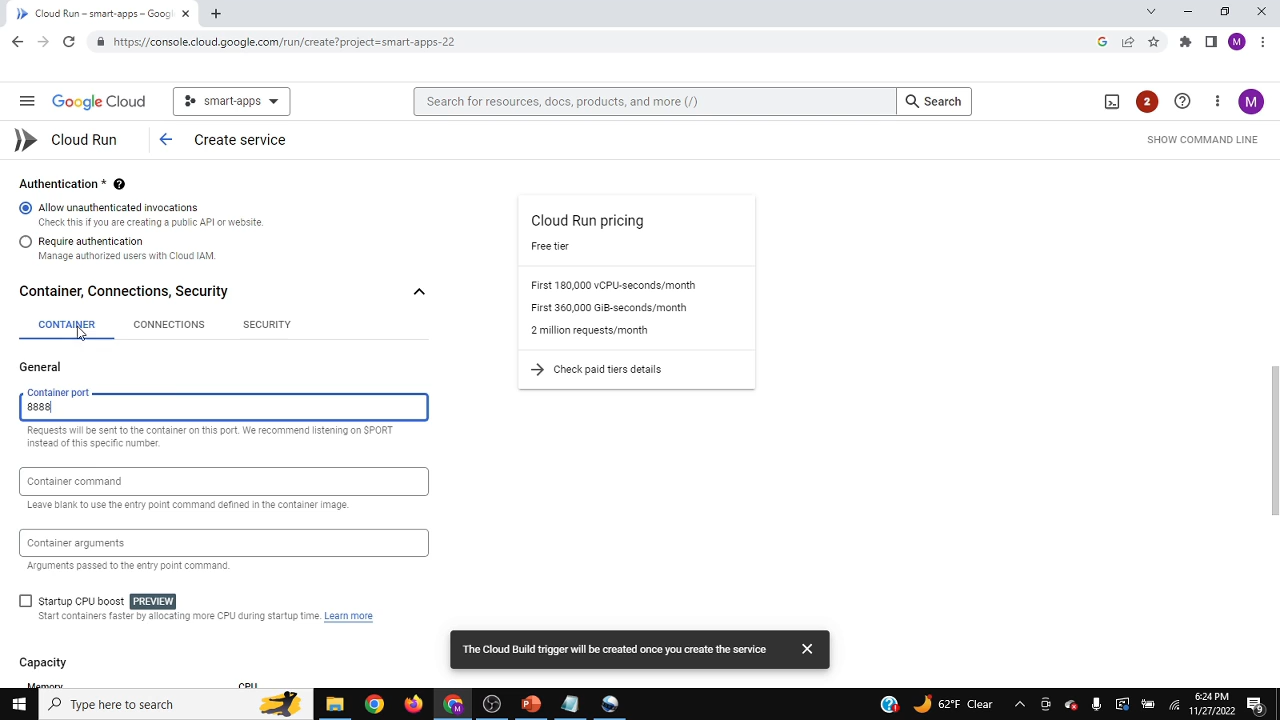 Cloud Run – smart-apps – Googl
https://console.cloud.google.com/run/create?project=smart-apps-22
G
M
Google Cloud
smart-apps
Search for resources, docs, products, and more (/)
Search
2
M
Cloud Run
Create service
SHOW COMMAND LINE
Authentication *
Allow unauthenticated invocations
Check this if you are creating a public API or website.
Require authentication
Manage authorized users with Cloud IAM.
Container, Connections, Security
CONTAINER
CONNECTIONS
SECURITY
General
Container port
8888
Requests will be sent to the container on this port. We recommend listening on $PORT
instead of this specific number.
Container command
Leave blank to use the entry point command defined in the container image.
Container arguments
Arguments passed to the entry point command.
Startup CPU boost PREVIEW
Start containers faster by allocating more CPU during startup time. Learn more
Capacity
Memory
CPU
Cloud Run pricing
Free tier
First 180,000 vCPU-seconds/month
First 360,000 GiB-seconds/month
2 million requests/month
Check paid tiers details
The Cloud Build trigger will be created once you create the service
Type here to search
62°F Clear
6:24 PM
11/27/2022